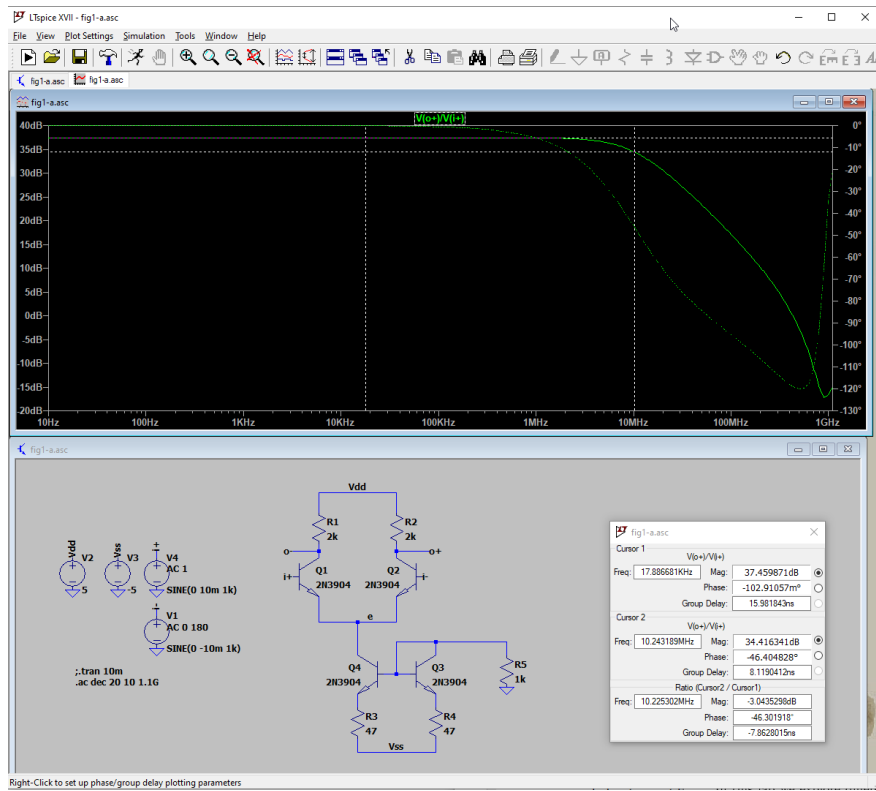 LTspice XVII - fig1-a.asc
File View Plot Settings Simulation Tools Window Help
fig1-a.asc fig1-a.asc
fig1-a.asc
V(o+)/V(i+)
40dB 0°
35dB -10°
30dB -20°
25dB -30°
20dB -40°
15dB -50°
10dB -60°
5dB -70°
0dB -80°
-5dB -90°
-10dB -100°
-15dB -110°
-20dB -120°
-130°
10Hz 100Hz 1KHz 10KHz 100KHz 1MHz 10MHz 100MHz 1GHz
fig1-a.asc
Vdd
R1 R2
2k 2k
o- o+
Q1 Q2
i+ i-
2N3904 2N3904
e
Q4 Q3
2N3904 2N3904
R5
1k
R3 R4
47 47
Vss
Vdd Vss i+
V2 V3 V4
AC 1
5 -5 SINE(0 10m 1k)
i-
V1
AC 0 180
SINE(0 -10m 1k)
;.tran 10m
.ac dec 20 10 1.1G
fig1-a.asc
Cursor 1
V(o+)/V(i+)
Freq: 17.886681KHz Mag: 37.459871dB
Phase: -102.91057m°
Group Delay: 15.981843ns
Cursor 2
V(o+)/V(i+)
Freq: 10.243189MHz Mag: 34.416341dB
Phase: -46.404828°
Group Delay: 8.1190412ns
Ratio (Cursor2 / Cursor1)
Freq: 10.225302MHz Mag: -3.0435298dB
Phase: -46.301918°
Group Delay: -7.8628015ns
Right-Click to set up phase/group delay plotting parameters